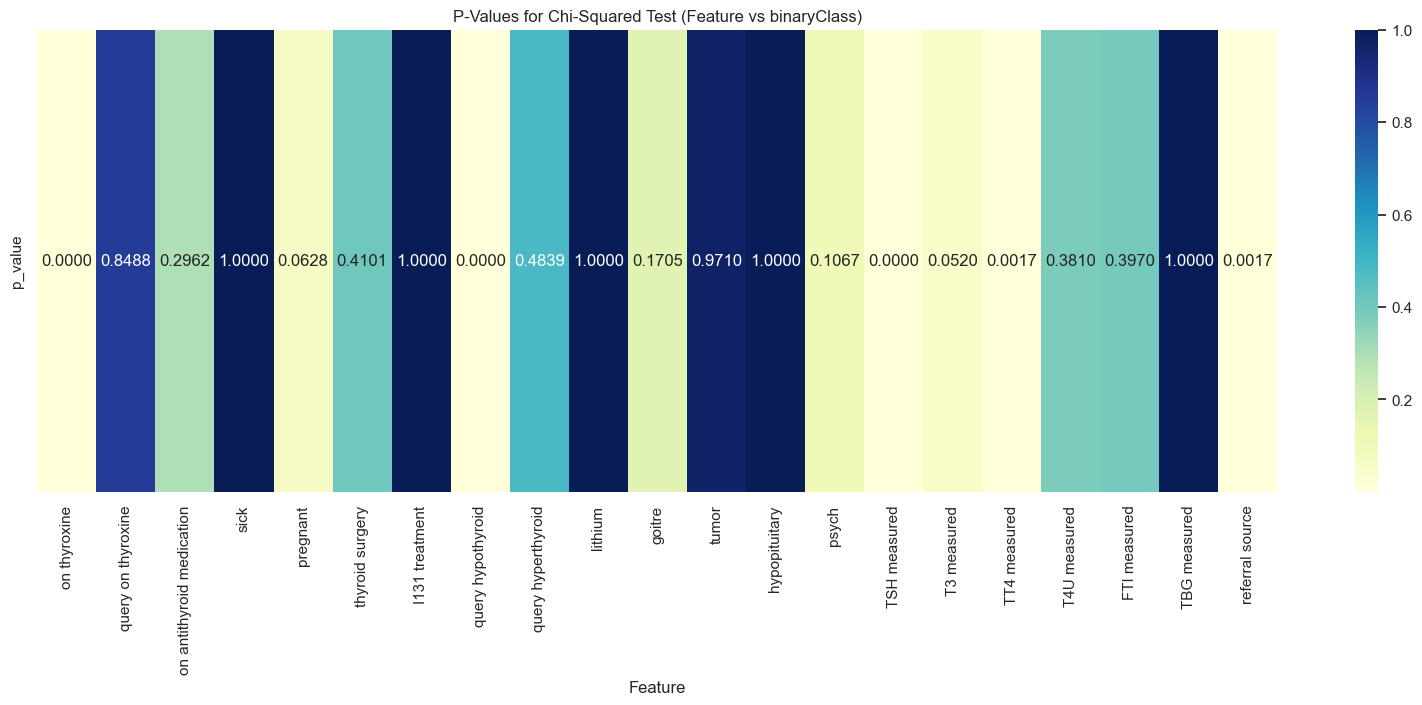 P-Values for Chi-Squared Test (Feature vs binaryClass)
p_value
0.0000 0.8488 0.2962 1.0000 0.0628 0.4101 1.0000 0.0000 0.4839 1.0000 0.1705 0.9710 1.0000 0.1067 0.0000 0.0520 0.0017 0.3810 0.3970 1.0000 0.0017
on thyroxine
query on thyroxine
on antithyroid medication
sick
pregnant
thyroid surgery
I131 treatment
query hypothyroid
query hyperthyroid
lithium
goitre
tumor
hypopituitary
psych
TSH measured
T3 measured
TT4 measured
T4U measured
FTI measured
TBG measured
referral source
Feature
1.0
0.8
0.6
0.4
0.2